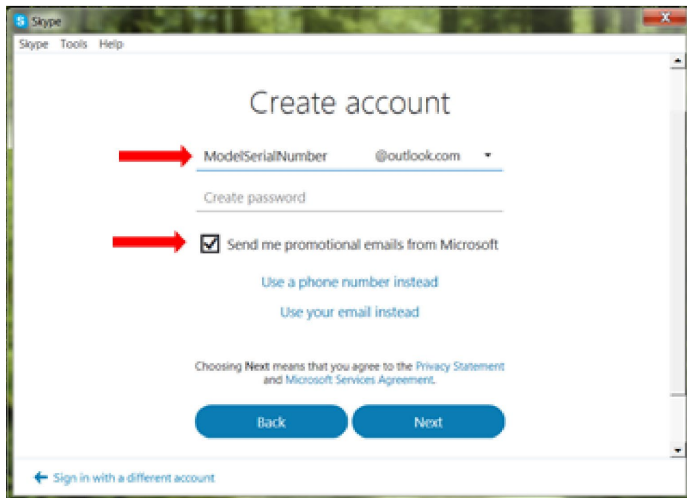 Skype
Skype Tools Help
Create account
ModelSerialNumber @outlook.com
Create password
Send me promotional emails from Microsoft
Use a phone number instead
Use your email instead
Choosing Next means that you agree to the Privacy Statement
and Microsoft Services Agreement.
Back Next
Sign in with a different account